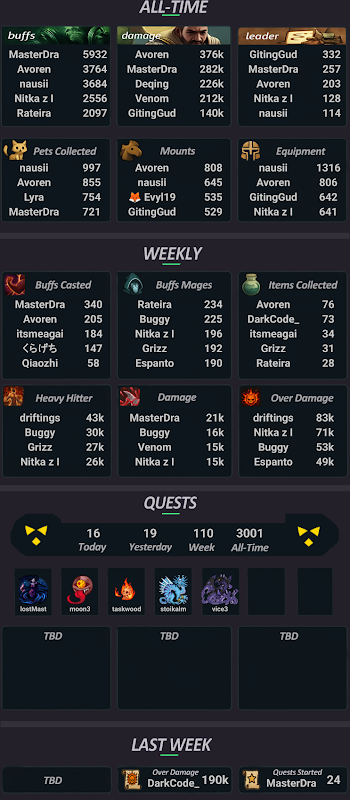 ALL-TIME
buffs
MasterDra 5932
Avoren 3764
nausii 3684
Nitka z l 2556
Rateira 2097
damage
Avoren 376k
MasterDra 282k
Deqing 226k
Venom 212k
GitingGud 140k
leader
GitingGud 332
MasterDra 257
Avoren 203
Nitka z l 128
nausii 114
Pets Collected
nausii 997
Avoren 855
Lyra 754
MasterDra 721
Mounts
Avoren 808
nausii 645
🦊 Evyl19 535
GitingGud 529
Equipment
nausii 1316
Avoren 806
GitingGud 642
Nitka z l 641
WEEKLY
Buffs Casted
MasterDra 340
Avoren 205
itsmeagai 184
くらげち 147
Qiaozhi 58
Buffs Mages
Rateira 234
Buggy 225
Nitka z l 196
Grizz 192
Espanto 190
Items Collected
Avoren 76
DarkCode_ 73
itsmeagai 34
Grizz 31
Rateira 28
Heavy Hitter
driftings 43k
Buggy 30k
Grizz 27k
Nitka z l 26k
Damage
MasterDra 21k
Buggy 16k
Venom 15k
Nitka z l 15k
Over Damage
driftings 83k
Nitka z l 71k
Buggy 53k
Espanto 49k
QUESTS
16 19 110 3001
Today Yesterday Week All-Time
lostMast moon3 taskwood stoikalm vice3
TBD TBD TBD
LAST WEEK
TBD
Over Damage
DarkCode_ 190k
Quests Started
MasterDra 24